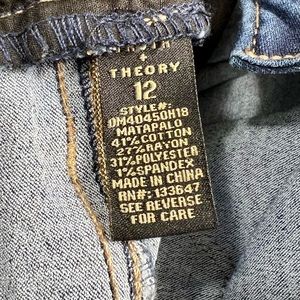 +
THEORY
12
STYLE#:
DM40450H18
MATAPALO
41% COTTON
27% RAYON
31% POLYESTER
1% SPANDEX
MADE IN CHINA
RN#: 133647
SEE REVERSE
FOR CARE